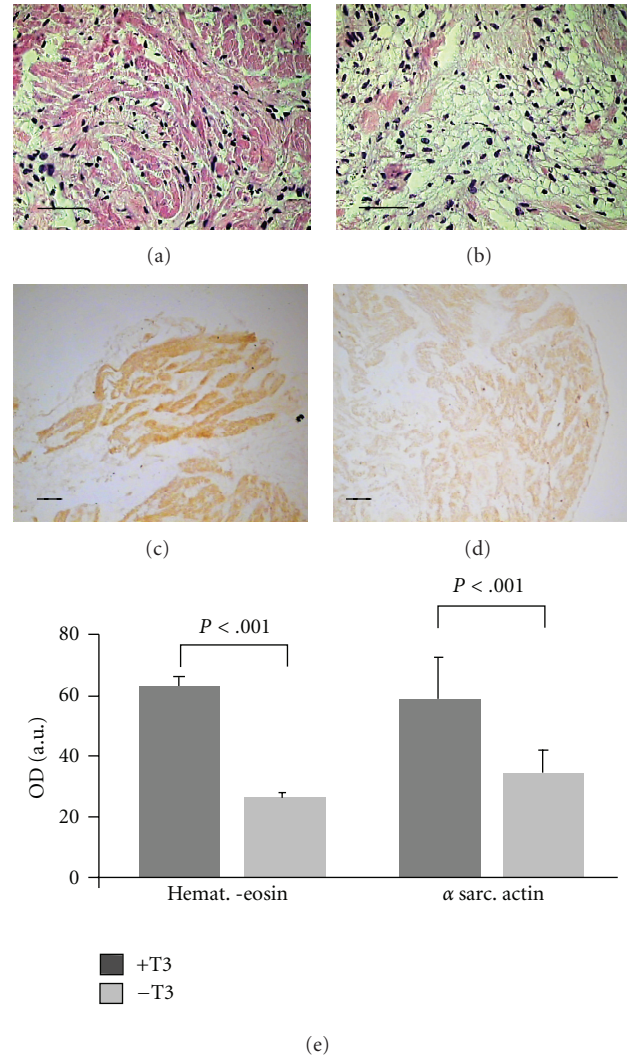 (a)
(b)
(c)
(d)
P < .001
P < .001
80
60
40
20
0
OD (a.u.)
Hemat. -eosin
α sarc. actin
+T3
−T3
(e)